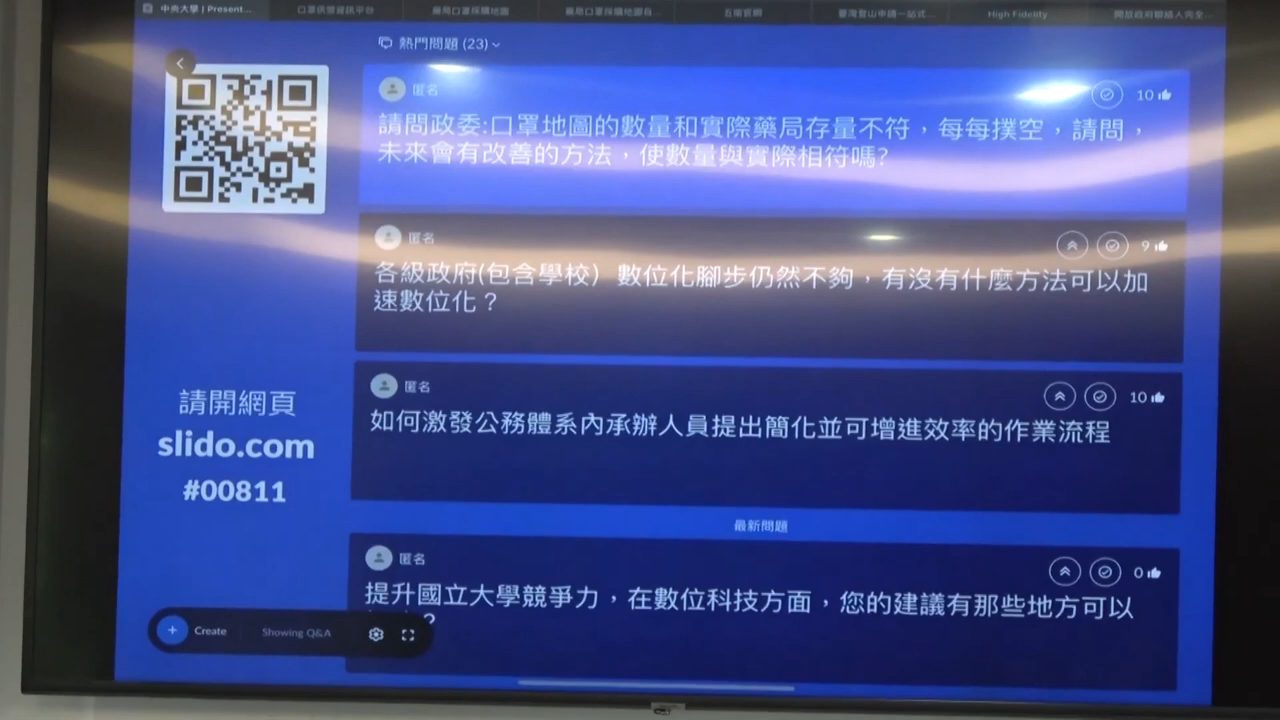 中央大學 | Present...
口罩供需資訊平台
藥局口罩採購地圖
High Fidelity
熱門問題 (23)
匿名
10
請問政委:口罩地圖的數量和實際藥局存量不符，每每撲空，請問，
未來會有改善的方法，使數量與實際相符嗎?
匿名
9
各級政府(包含學校）數位化腳步仍然不夠，有沒有什麼方法可以加
速數位化？
匿名
10
如何激發公務體系內承辦人員提出簡化並可增進效率的作業流程
最新問題
匿名
0
提升國立大學競爭力，在數位科技方面，您的建議有那些地方可以
?
請開網頁
slido.com
#00811
Create
Showing Q&A